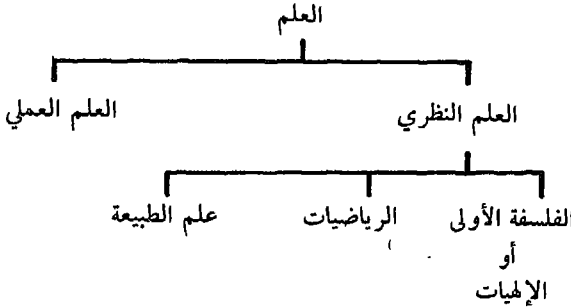 العلم
العلم النظري
العلم العملي
الفلسفة الأولى
أو
الإلهيات
الرياضيات
علم الطبيعة